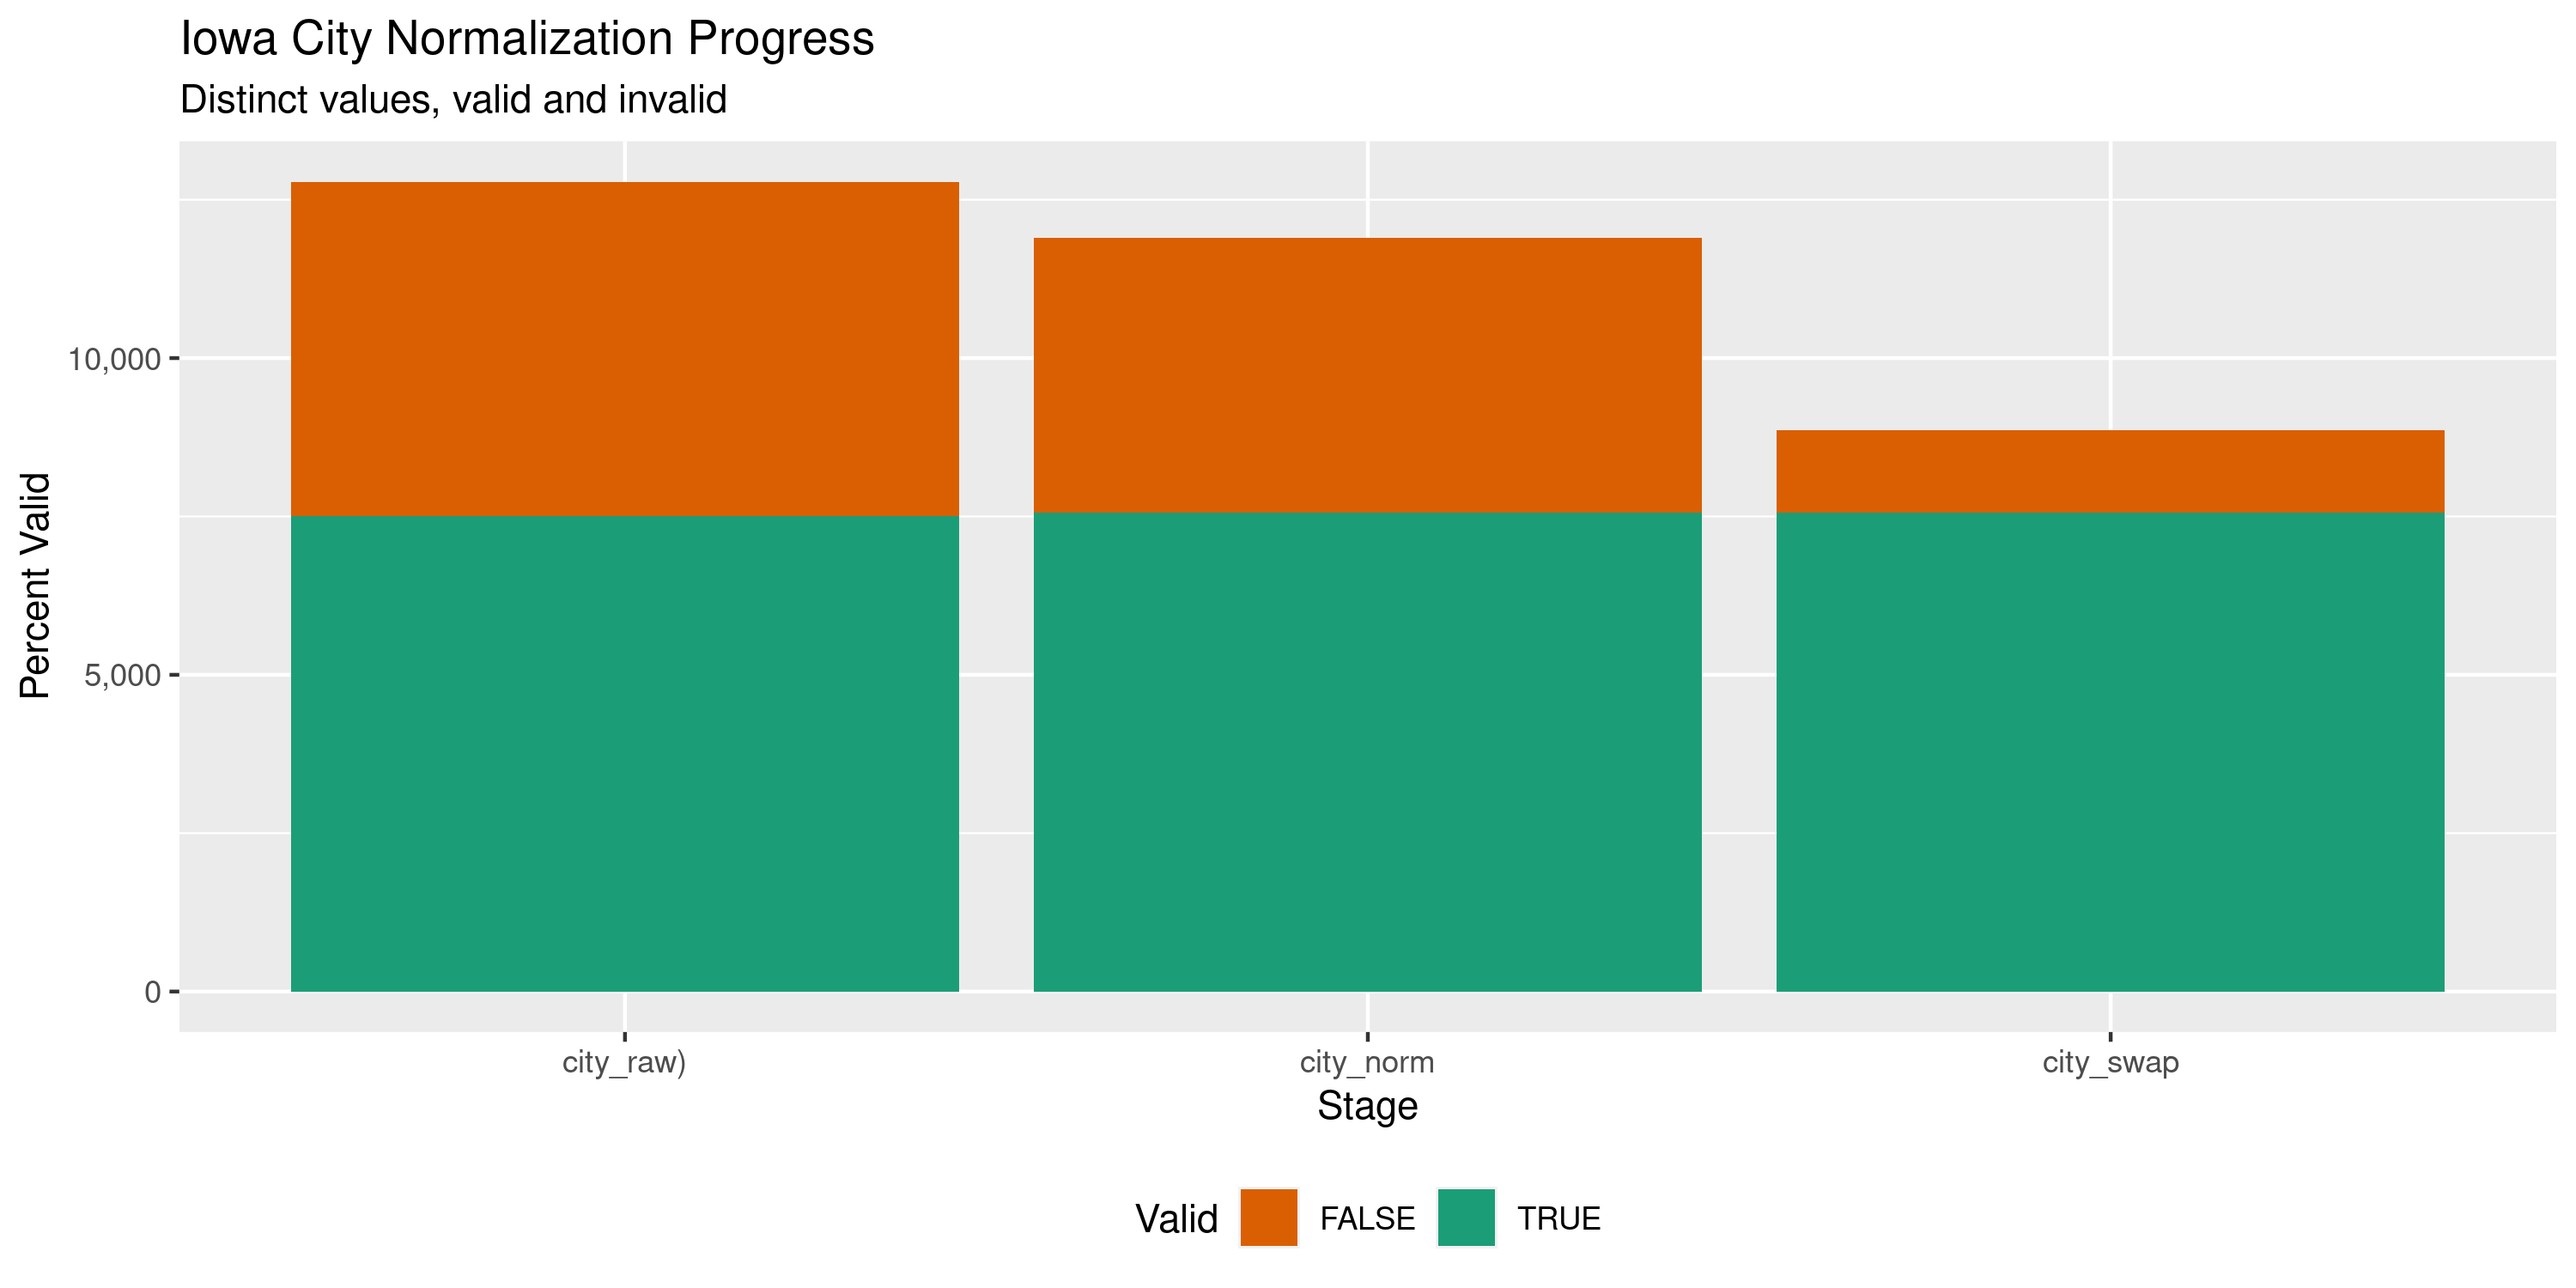 Iowa City Normalization Progress
Distinct values, valid and invalid
Percent Valid
10,000
5,000
0
city_raw)
city_norm
city_swap
Stage
Valid
FALSE
TRUE